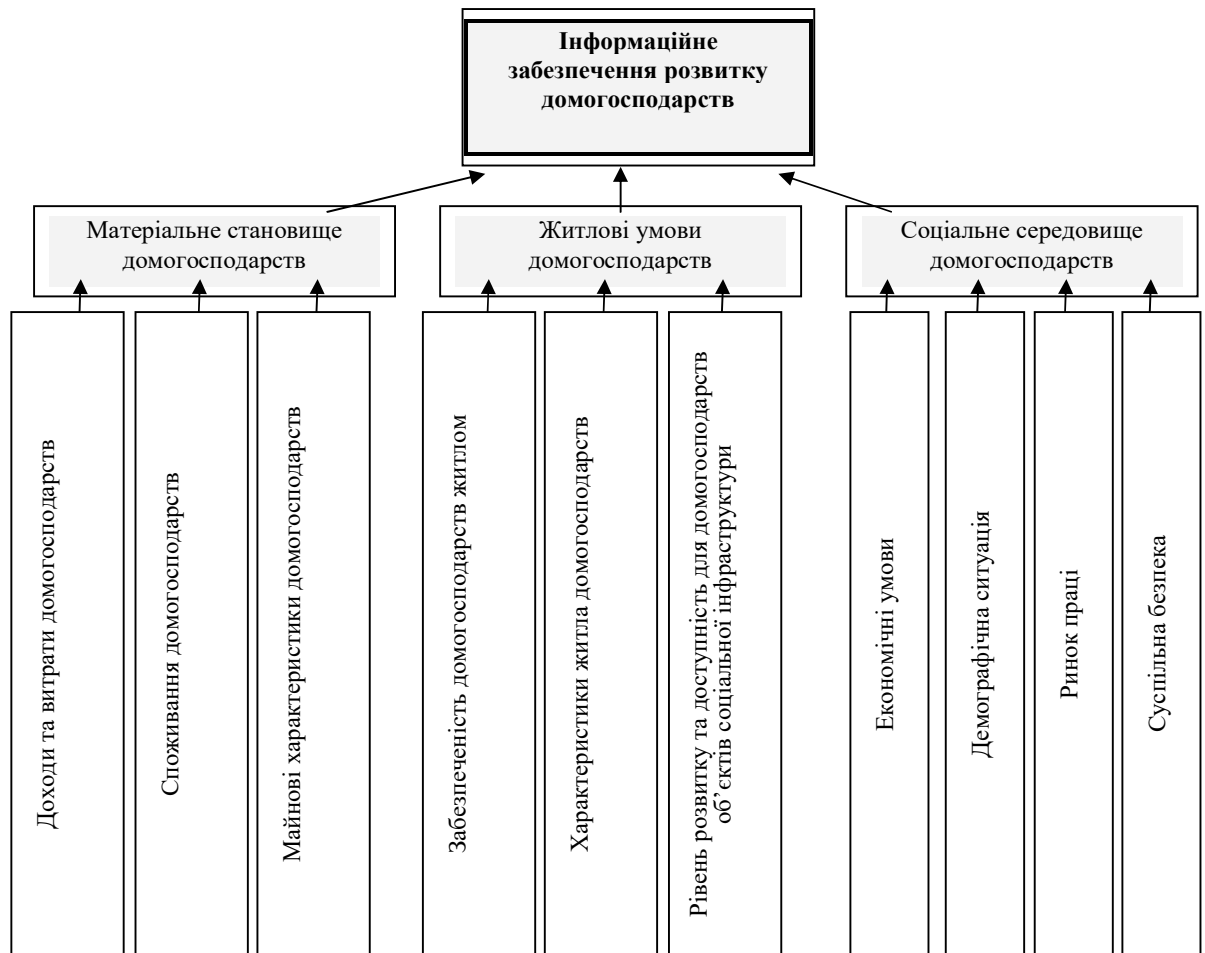 Інформаційне
забезпечення розвитку
домогосподарств
Матеріальне становище
домогосподарств
Житлові умови
домогосподарств
Соціальне середовище
домогосподарств
Доходи та витрати домогосподарств
Споживання домогосподарств
Майнові характеристики домогосподарств
Забезпеченість домогосподарств житлом
Характеристики житла домогосподарств
Рівень розвитку та доступність для домогосподарств
об’єктів соціальної інфраструктури
Економічні умови
Демографічна ситуація
Ринок праці
Суспільна безпека